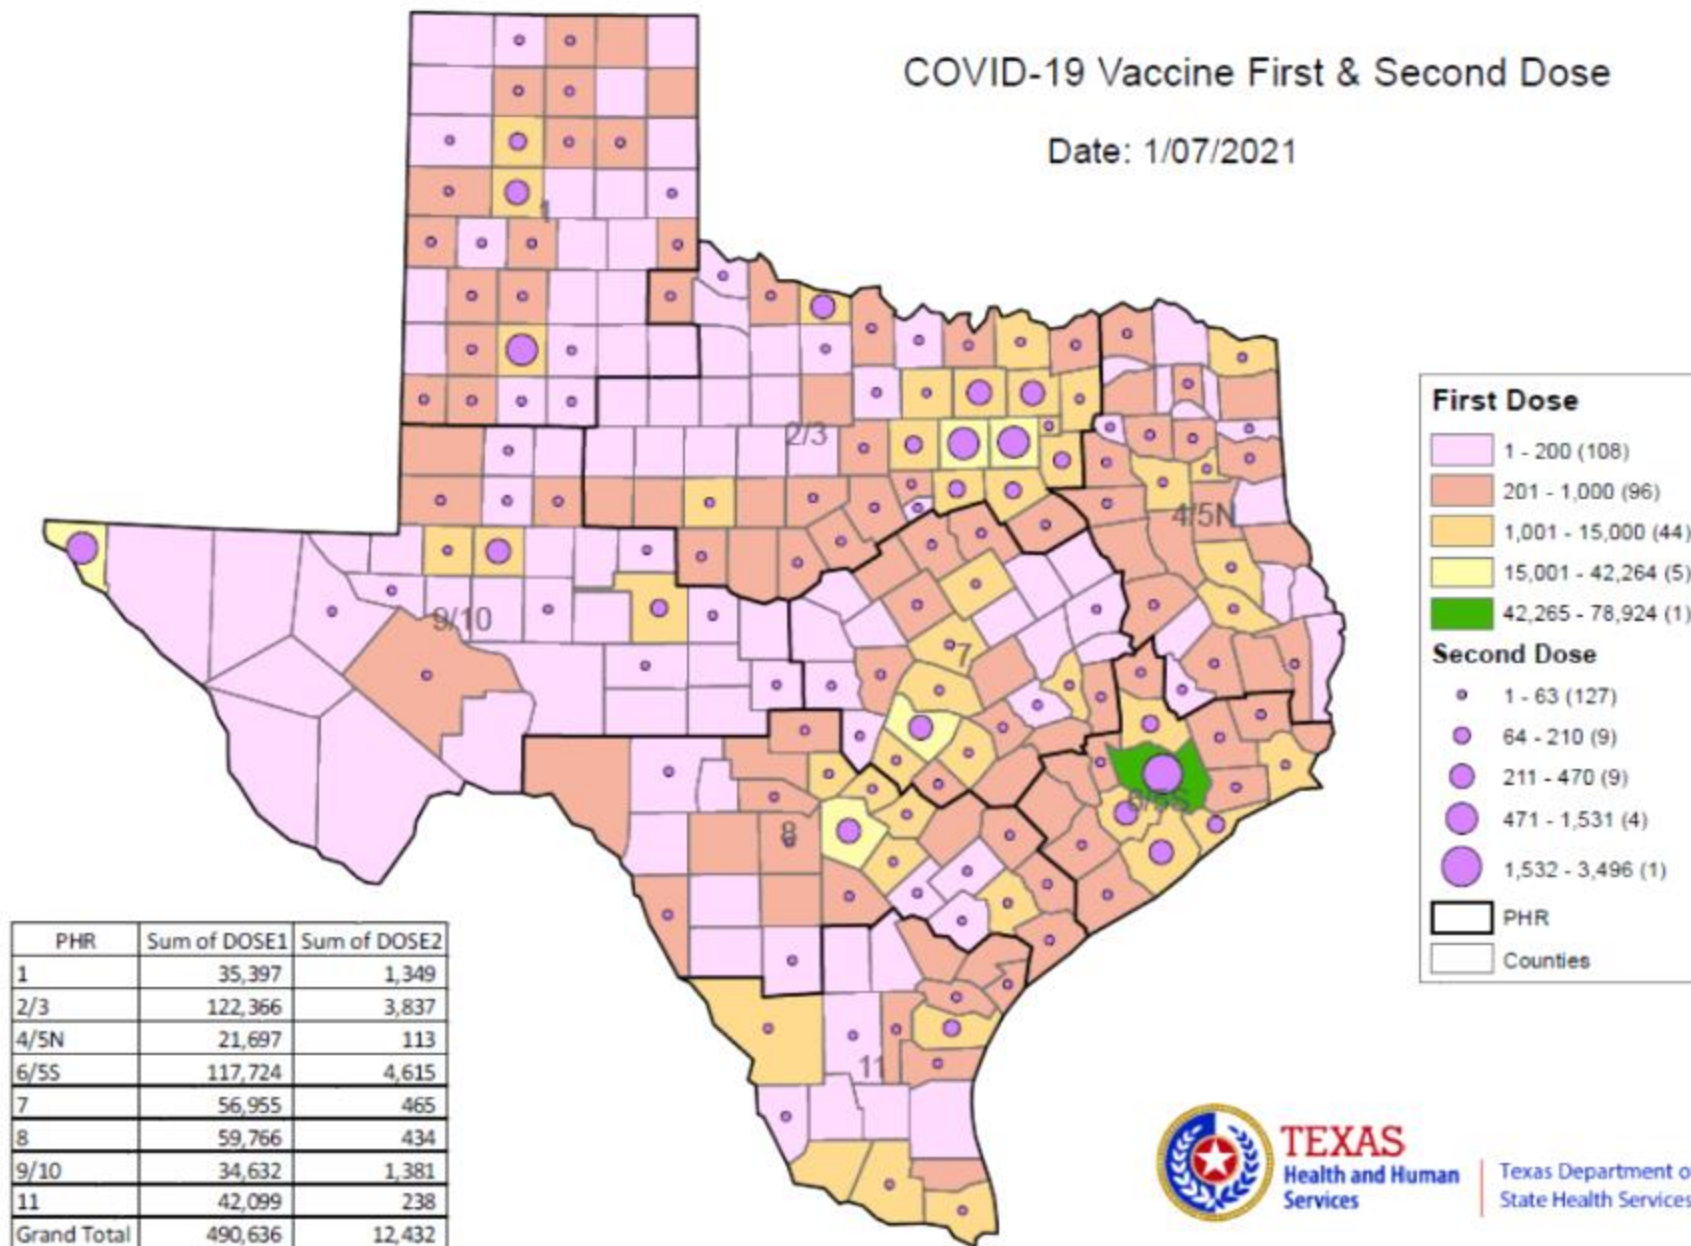 COVID-19 Vaccine First & Second Dose
Date: 1/07/2021
1
2/3
4/5N
9/10
7
8
11
First Dose
1 - 200 (108)
201 - 1,000 (96)
1,001 - 15,000 (44)
15,001 - 42,264 (5)
42,265 - 78,924 (1)
Second Dose
1 - 63 (127)
64 - 210 (9)
211 - 470 (9)
471 - 1,531 (4)
1,532 - 3,496 (1)
PHR
Counties
PHR Sum of DOSE1 Sum of DOSE2
1 35,397 1,349
2/3 122,366 3,837
4/5N 21,697 113
6/5S 117,724 4,615
7 56,955 465
8 59,766 434
9/10 34,632 1,381
11 42,099 238
Grand Total 490,636 12,432
TEXAS
Health and Human
Services
Texas Department o
State Health Services